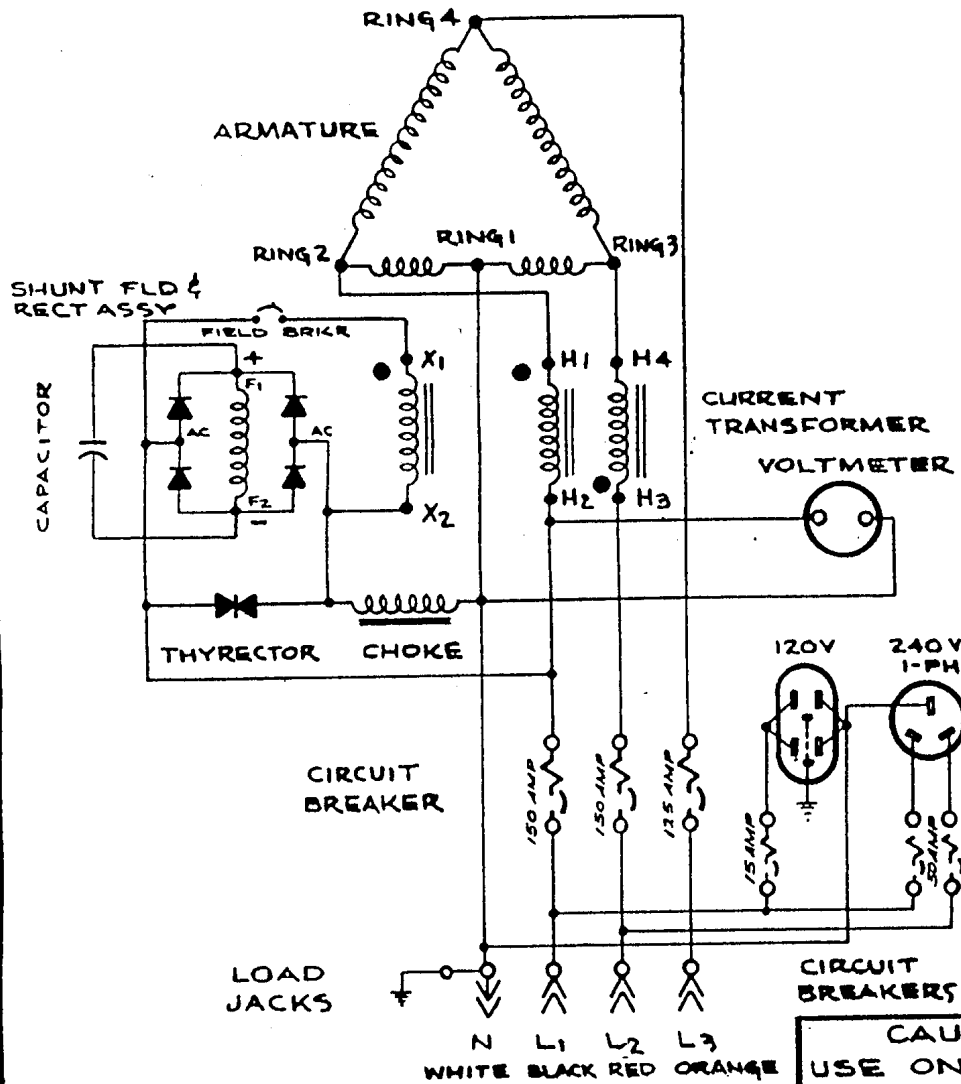 RING 4
ARMATURE
RING 2
RING 1
RING 3
SHUNT FLD &
RECT ASSY
FIELD BRKR
+
F1
X1
H1
H4
CAPACITOR
AC
AC
CURRENT
TRANSFORMER
VOLTMETER
F2
-
X2
H2
H3
THYRECTOR
CHOKE
120V
240V
1-PH
CIRCUIT
BREAKER
150 AMP
150 AMP
125 AMP
15 AMP
50 AMP
LOAD
JACKS
CIRCUIT
BREAKERS
N L1 L2 L3
WHITE BLACK RED ORANGE
CAU
USE ON